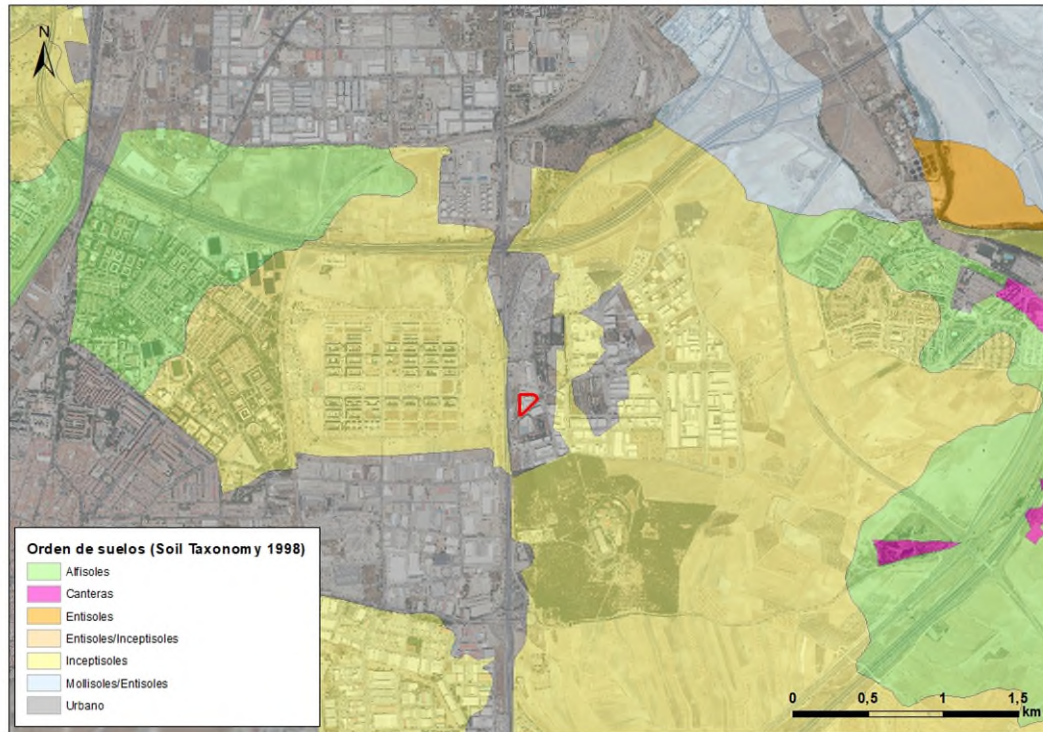 N
Orden de suelos (Soil Taxonomy 1998)
Alfisoles
Canteras
Entisoles
Entisoles/Inceptisoles
Inceptisoles
Mollisoles/Entisoles
Urbano
0 0,5 1 1,5
km